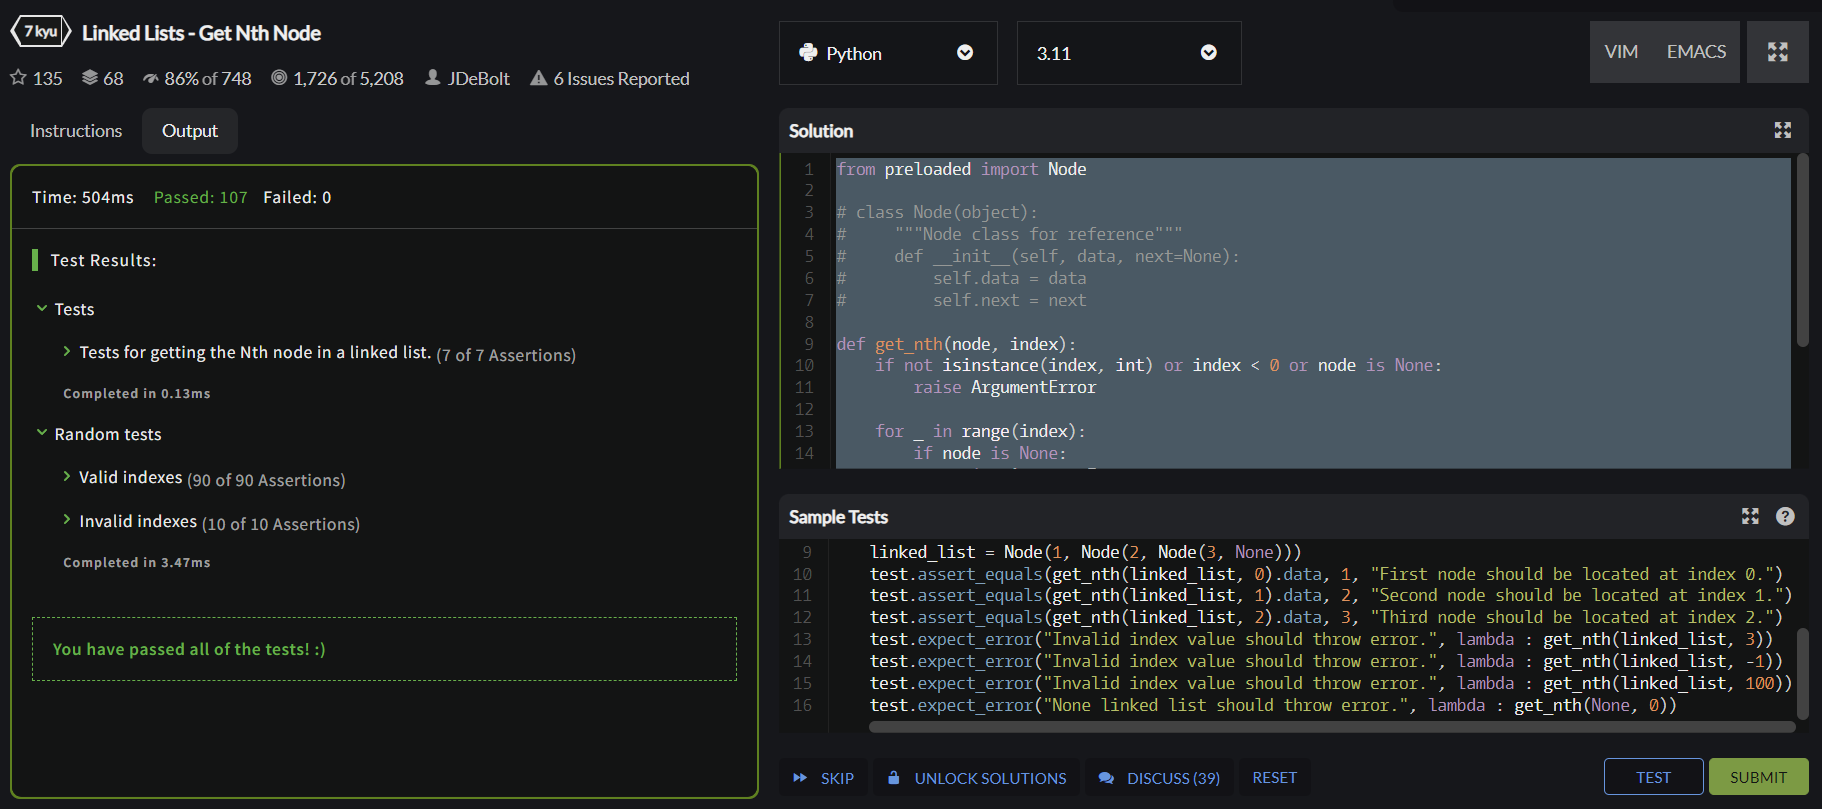 7 kyu Linked Lists - Get Nth Node
135 68 86% of 748 1,726 of 5,208 JDeBolt 6 Issues Reported
Instructions Output
Time: 504ms Passed: 107 Failed: 0
Test Results:
Tests
Tests for getting the Nth node in a linked list. (7 of 7 Assertions)
Completed in 0.13ms
Random tests
Valid indexes (90 of 90 Assertions)
Invalid indexes (10 of 10 Assertions)
Completed in 3.47ms
You have passed all of the tests! :)
Python 3.11 VIM EMACS
Solution
1 from preloaded import Node
2
3 # class Node(object):
4 #     """Node class for reference"""
5 #     def __init__(self, data, next=None):
6 #         self.data = data
7 #         self.next = next
8
9 def get_nth(node, index):
10     if not isinstance(index, int) or index < 0 or node is None:
11         raise ArgumentError
12
13     for _ in range(index):
14         if node is None:
Sample Tests
9     linked_list = Node(1, Node(2, Node(3, None)))
10     test.assert_equals(get_nth(linked_list, 0).data, 1, "First node should be located at index 0.")
11     test.assert_equals(get_nth(linked_list, 1).data, 2, "Second node should be located at index 1.")
12     test.assert_equals(get_nth(linked_list, 2).data, 3, "Third node should be located at index 2.")
13     test.expect_error("Invalid index value should throw error.", lambda : get_nth(linked_list, 3))
14     test.expect_error("Invalid index value should throw error.", lambda : get_nth(linked_list, -1))
15     test.expect_error("Invalid index value should throw error.", lambda : get_nth(linked_list, 100))
16     test.expect_error("None linked list should throw error.", lambda : get_nth(None, 0))
SKIP UNLOCK SOLUTIONS DISCUSS (39) RESET TEST SUBMIT